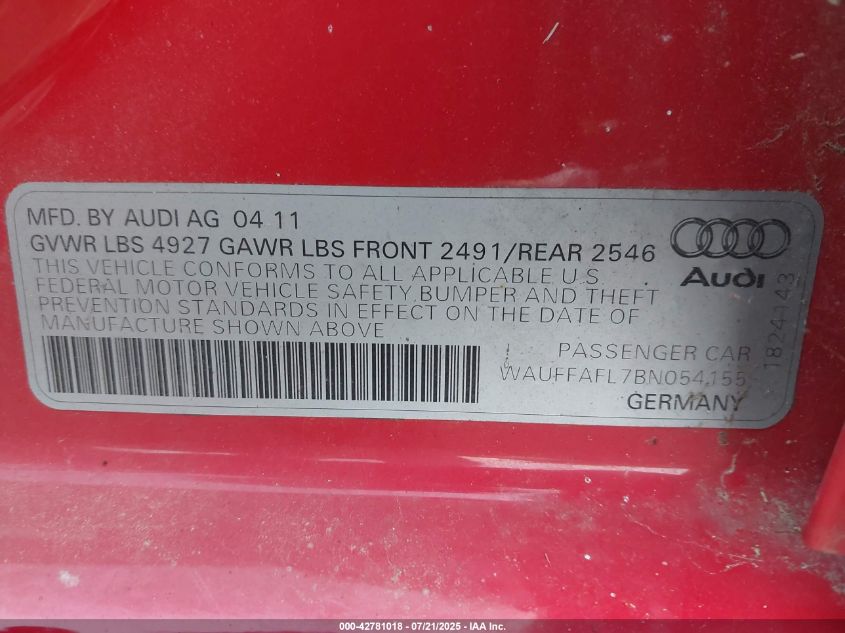 MFD. BY AUDI AG 04 11
GVWR LBS 4927 GAWR LBS FRONT 2491/REAR 2546
THIS VEHICLE CONFORMS TO ALL APPLICABLE U.S.
FEDERAL MOTOR VEHICLE SAFETY, BUMPER AND THEFT
PREVENTION STANDARDS IN EFFECT ON THE DATE OF
MANUFACTURE SHOWN ABOVE
Audi
1824143
PASSENGER CAR
WAUFFAFL7BN054155
GERMANY
000-42781018 - 07/21/2025 - IAA Inc.